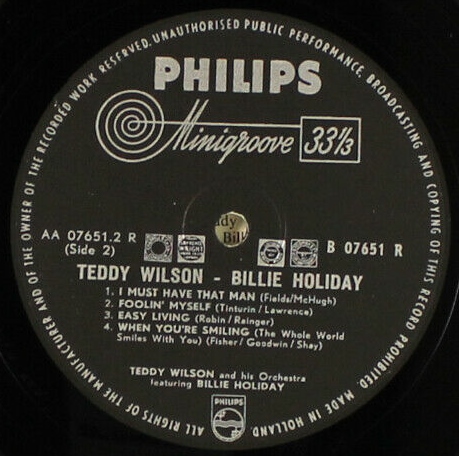 ALL RIGHTS OF THE MANUFACTURER AND OF THE OWNER OF THE RECORDED WORK RESERVED. UNAUTHORISED PUBLIC PERFORMANCE, BROADCASTING AND COPYING OF THIS RECORD PROHIBITED. MADE IN HOLLAND.
PHILIPS
Minigroove 33⅓
dy
Bill
AA 07651.2 R
(Side 2)
B 07651 R
TEDDY WILSON - BILLIE HOLIDAY
1. I MUST HAVE THAT MAN (Fields/McHugh)
2. FOOLIN' MYSELF (Tinturin/Lawrence)
3. EASY LIVING (Robin/Rainger)
4. WHEN YOU'RE SMILING (The Whole World
Smiles With You) (Fisher/Goodwin/Shay)
TEDDY WILSON and his Orchestra
featuring BILLIE HOLIDAY
PHILIPS